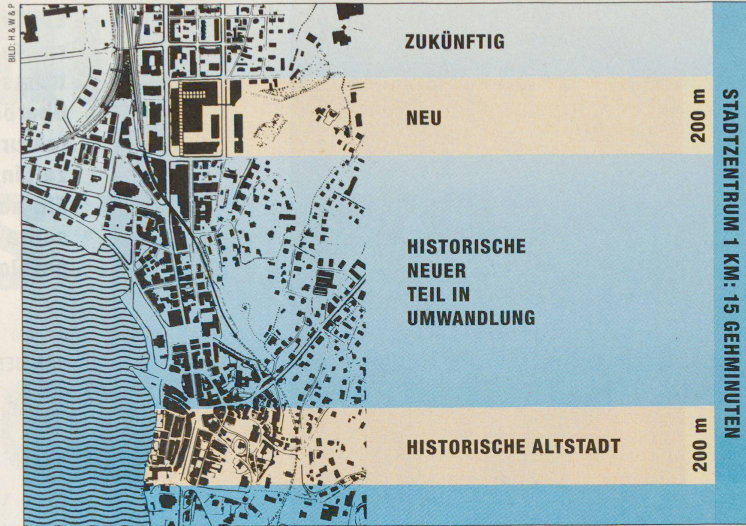 BILD: H & W & P
ZUKÜNFTIG
NEU
200 m
HISTORISCHE
NEUER
TEIL IN
UMWANDLUNG
HISTORISCHE ALTSTADT
200 m
STADTZENTRUM 1 KM: 15 GEHMINUTEN